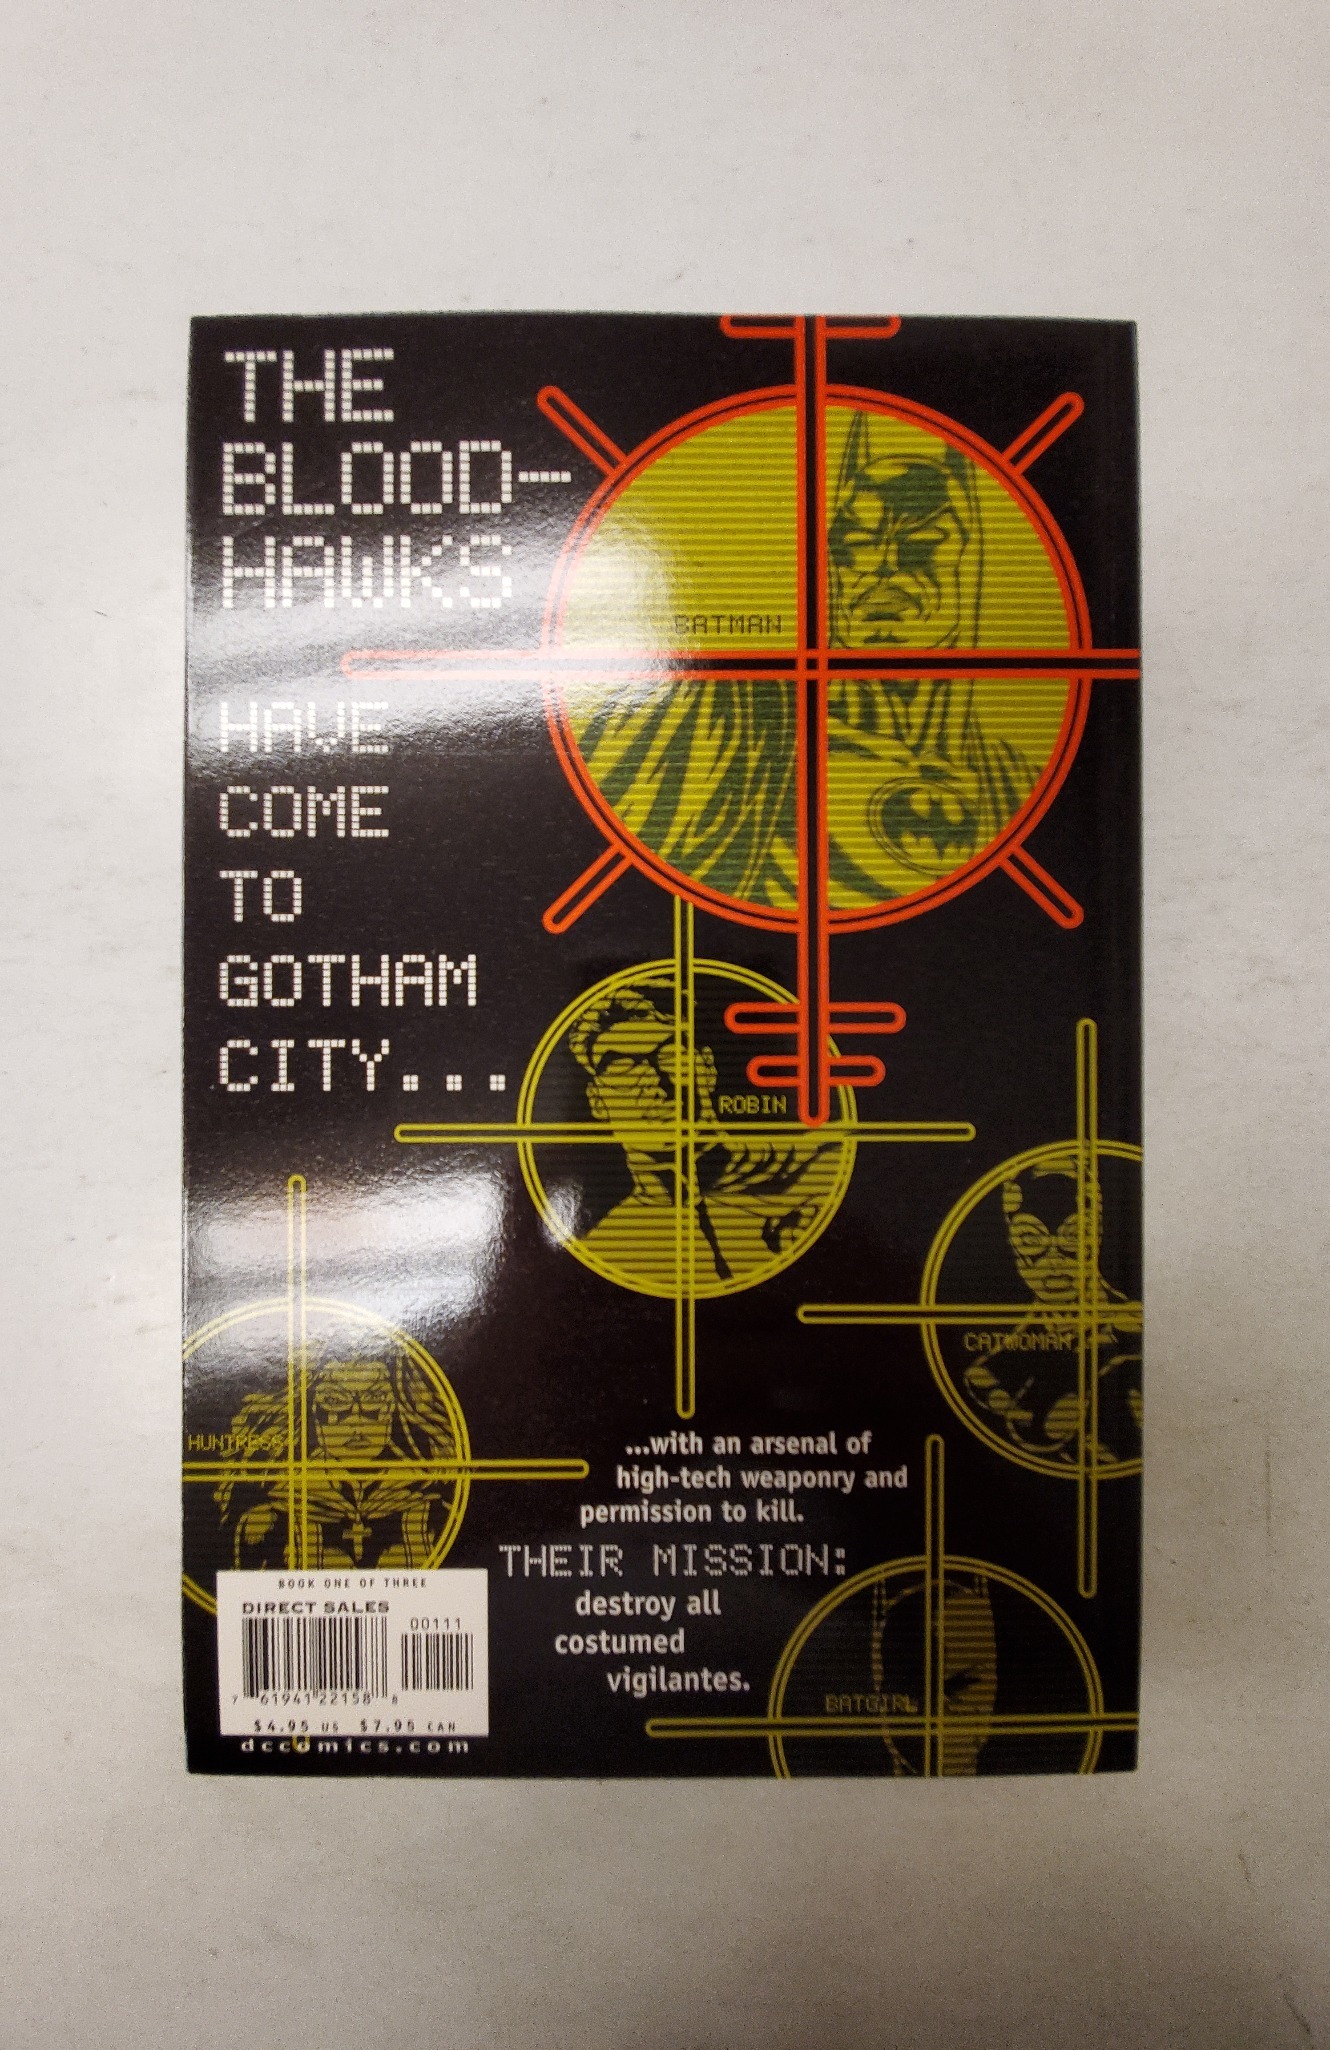 THE
BLOOD-
HAWKS
HAVE
COME
TO
GOTHAM
CITY...
BATMAN
ROBIN
CATWOMAN
HUNTRESS
...with an arsenal of
high-tech weaponry and
permission to kill.
THEIR MISSION:
destroy all
costumed
vigilantes.
BATGIRL
BOOK ONE OF THREE
DIRECT SALES
00111
7 61941 22158 8
$4.95 US $7.95 CAN
dccomics.com